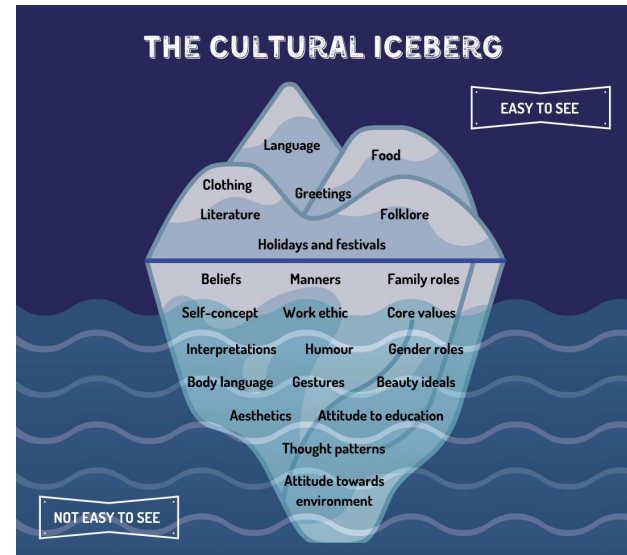 THE CULTURAL ICEBERG
EASY TO SEE
Language
Food
Clothing
Greetings
Literature
Folklore
Holidays and festivals
Beliefs Manners Family roles
Self-concept Work ethic Core values
Interpretations Humour Gender roles
Body language Gestures Beauty ideals
Aesthetics Attitude to education
Thought patterns
Attitude towards
environment
NOT EASY TO SEE